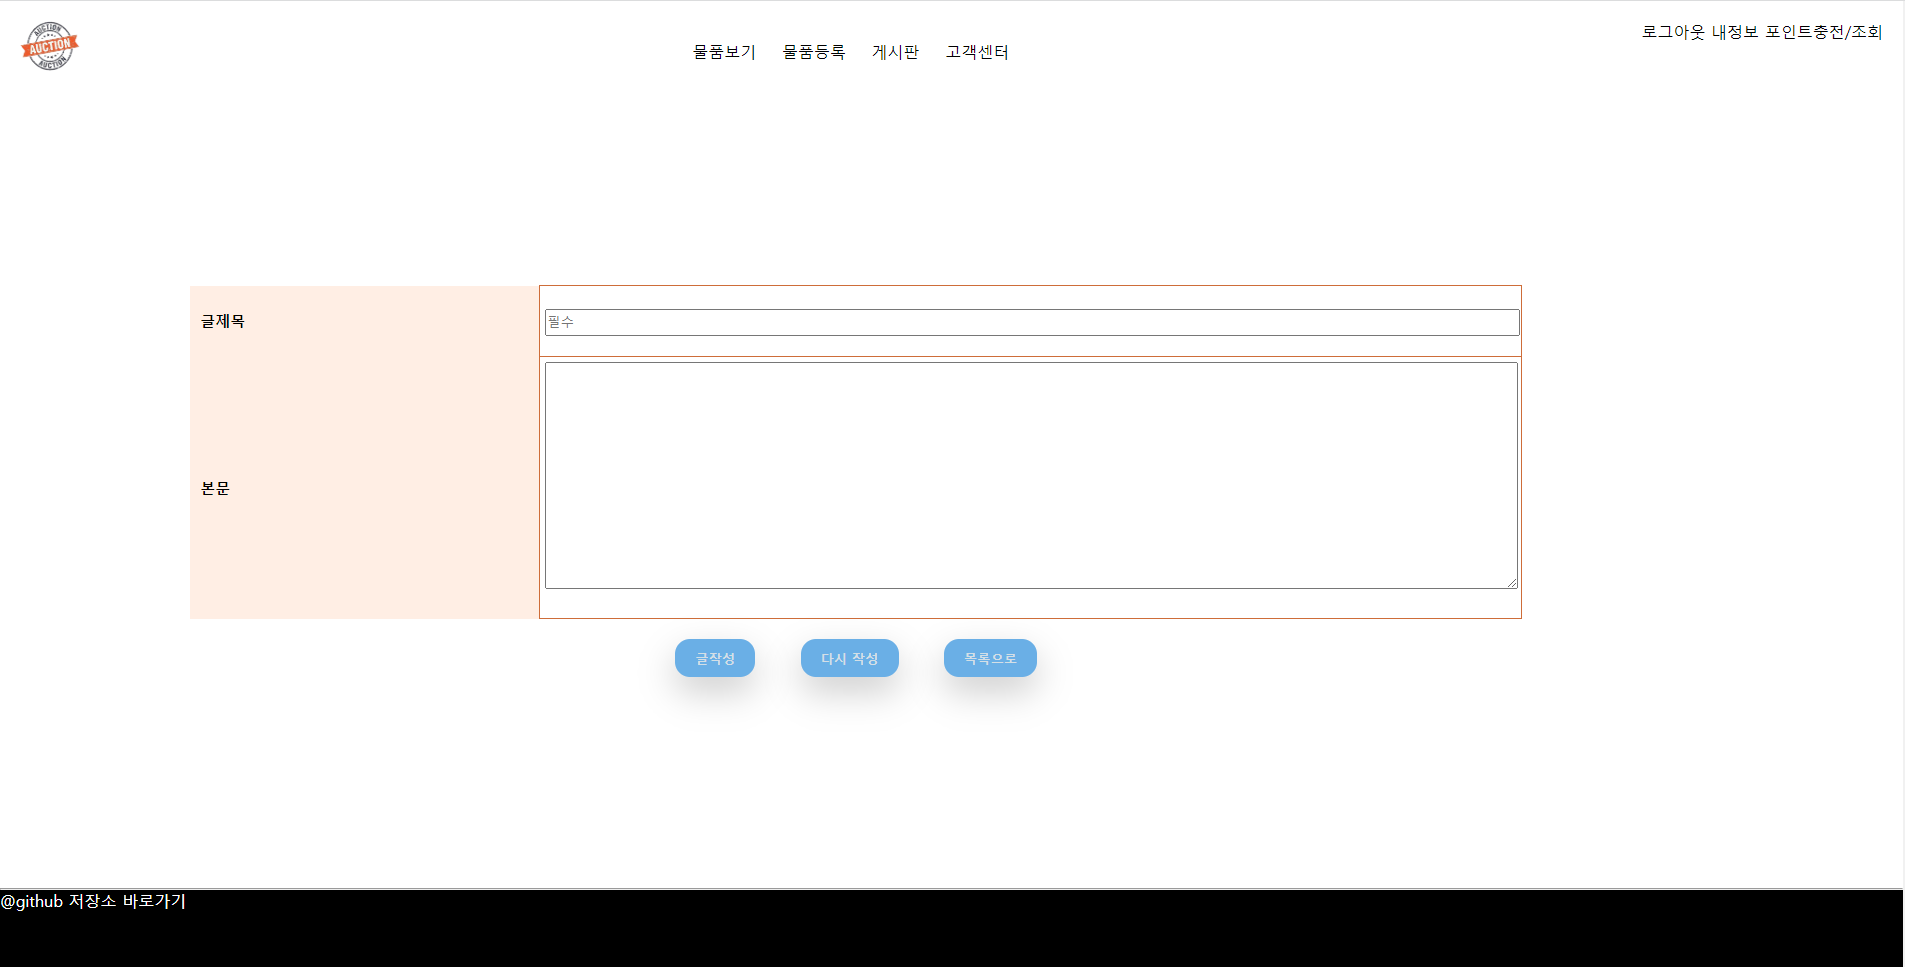 AUCTION
AUCTION
AUCTION
물품보기 물품등록 게시판 고객센터
로그아웃 내정보 포인트충전/조회
글제목
필수
본문
글작성 다시 작성 목록으로
@github 저장소 바로가기